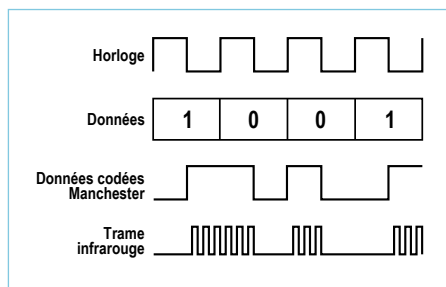 Horloge
Données 1 0 0 1
Données codées
Manchester
Trame
infrarouge